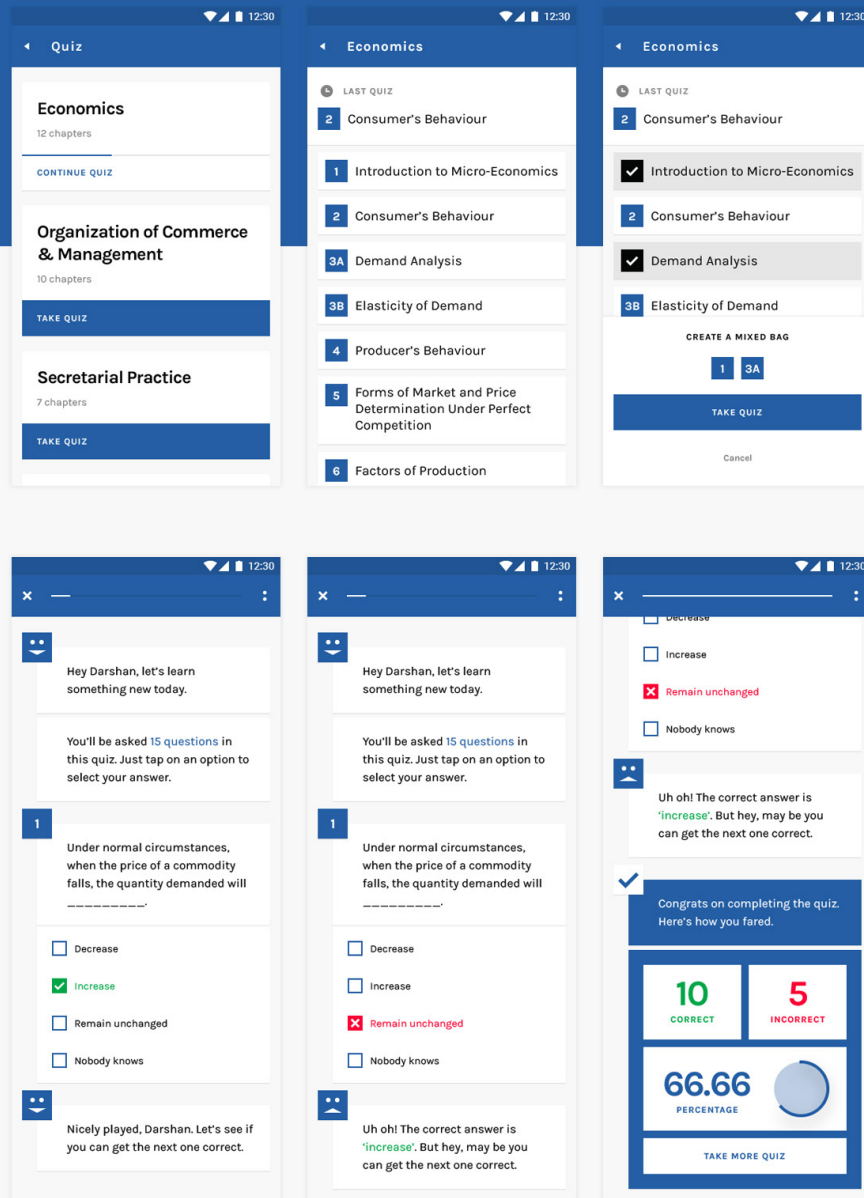 12:30
Quiz
Economics
12 chapters
CONTINUE QUIZ
Organization of Commerce
& Management
10 chapters
TAKE QUIZ
Secretarial Practice
7 chapters
TAKE QUIZ
12:30
Economics
LAST QUIZ
2 Consumer's Behaviour
1 Introduction to Micro-Economics
2 Consumer's Behaviour
3A Demand Analysis
3B Elasticity of Demand
4 Producer's Behaviour
5 Forms of Market and Price
Determination Under Perfect
Competition
6 Factors of Production
12:30
Economics
LAST QUIZ
2 Consumer's Behaviour
Introduction to Micro-Economics
2 Consumer's Behaviour
Demand Analysis
3B Elasticity of Demand
CREATE A MIXED BAG
1 3A
TAKE QUIZ
Cancel
12:30
Hey Darshan, let's learn
something new today.
You'll be asked 15 questions in
this quiz. Just tap on an option to
select your answer.
1
Under normal circumstances,
when the price of a commodity
falls, the quantity demanded will
_________.
Decrease
Increase
Remain unchanged
Nobody knows
Nicely played, Darshan. Let's see if
you can get the next one correct.
12:30
Hey Darshan, let's learn
something new today.
You'll be asked 15 questions in
this quiz. Just tap on an option to
select your answer.
1
Under normal circumstances,
when the price of a commodity
falls, the quantity demanded will
_________.
Decrease
Increase
Remain unchanged
Nobody knows
Uh oh! The correct answer is
'increase'. But hey, may be you
can get the next one correct.
12:30
Decrease
Increase
Remain unchanged
Nobody knows
Uh oh! The correct answer is
'increase'. But hey, may be you
can get the next one correct.
Congrats on completing the quiz.
Here's how you fared.
10 5
CORRECT INCORRECT
66.66
PERCENTAGE
TAKE MORE QUIZ